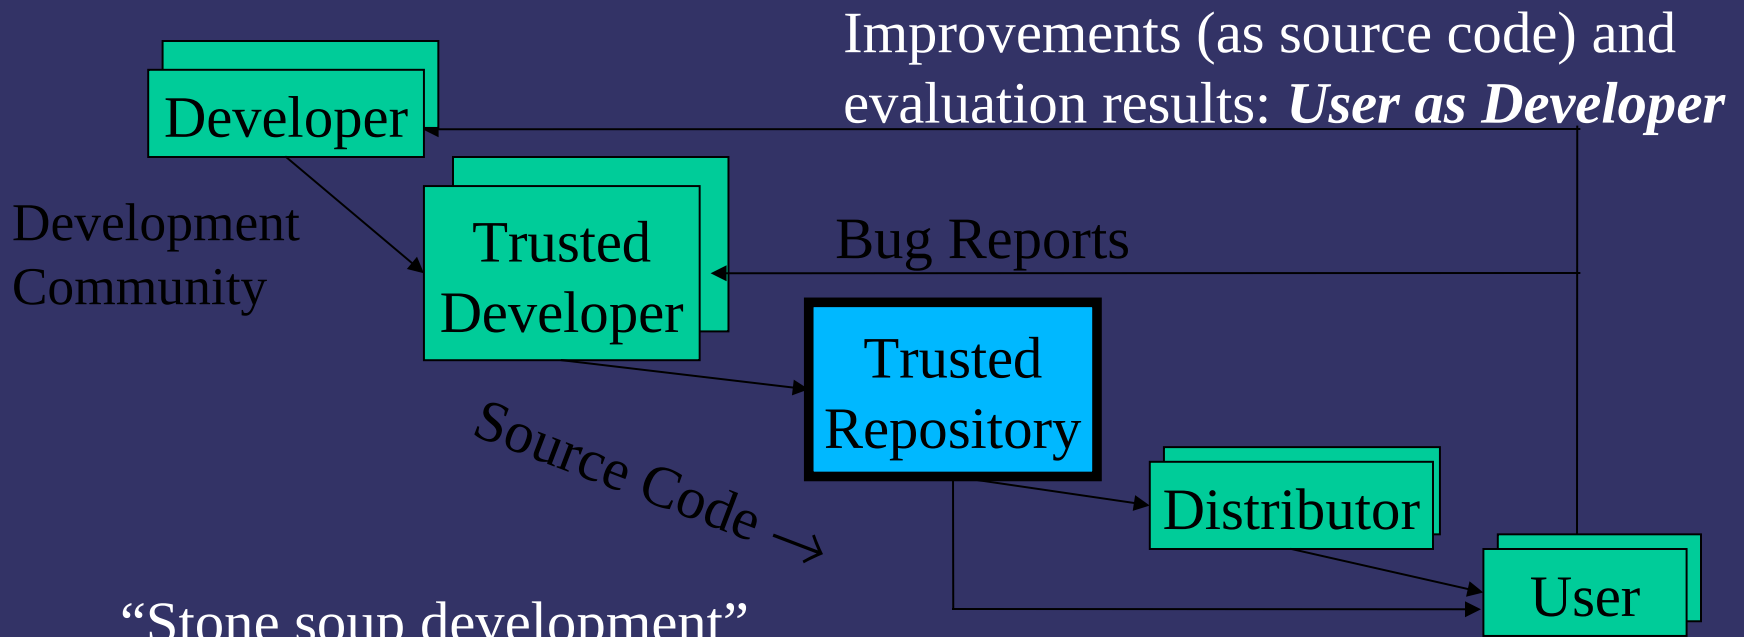 Improvements (as source code) and
evaluation results: User as Developer
Developer
Development
Community
Trusted
Developer
Bug Reports
Trusted
Repository
Source Code →
Distributor
User
“Stone soup development”